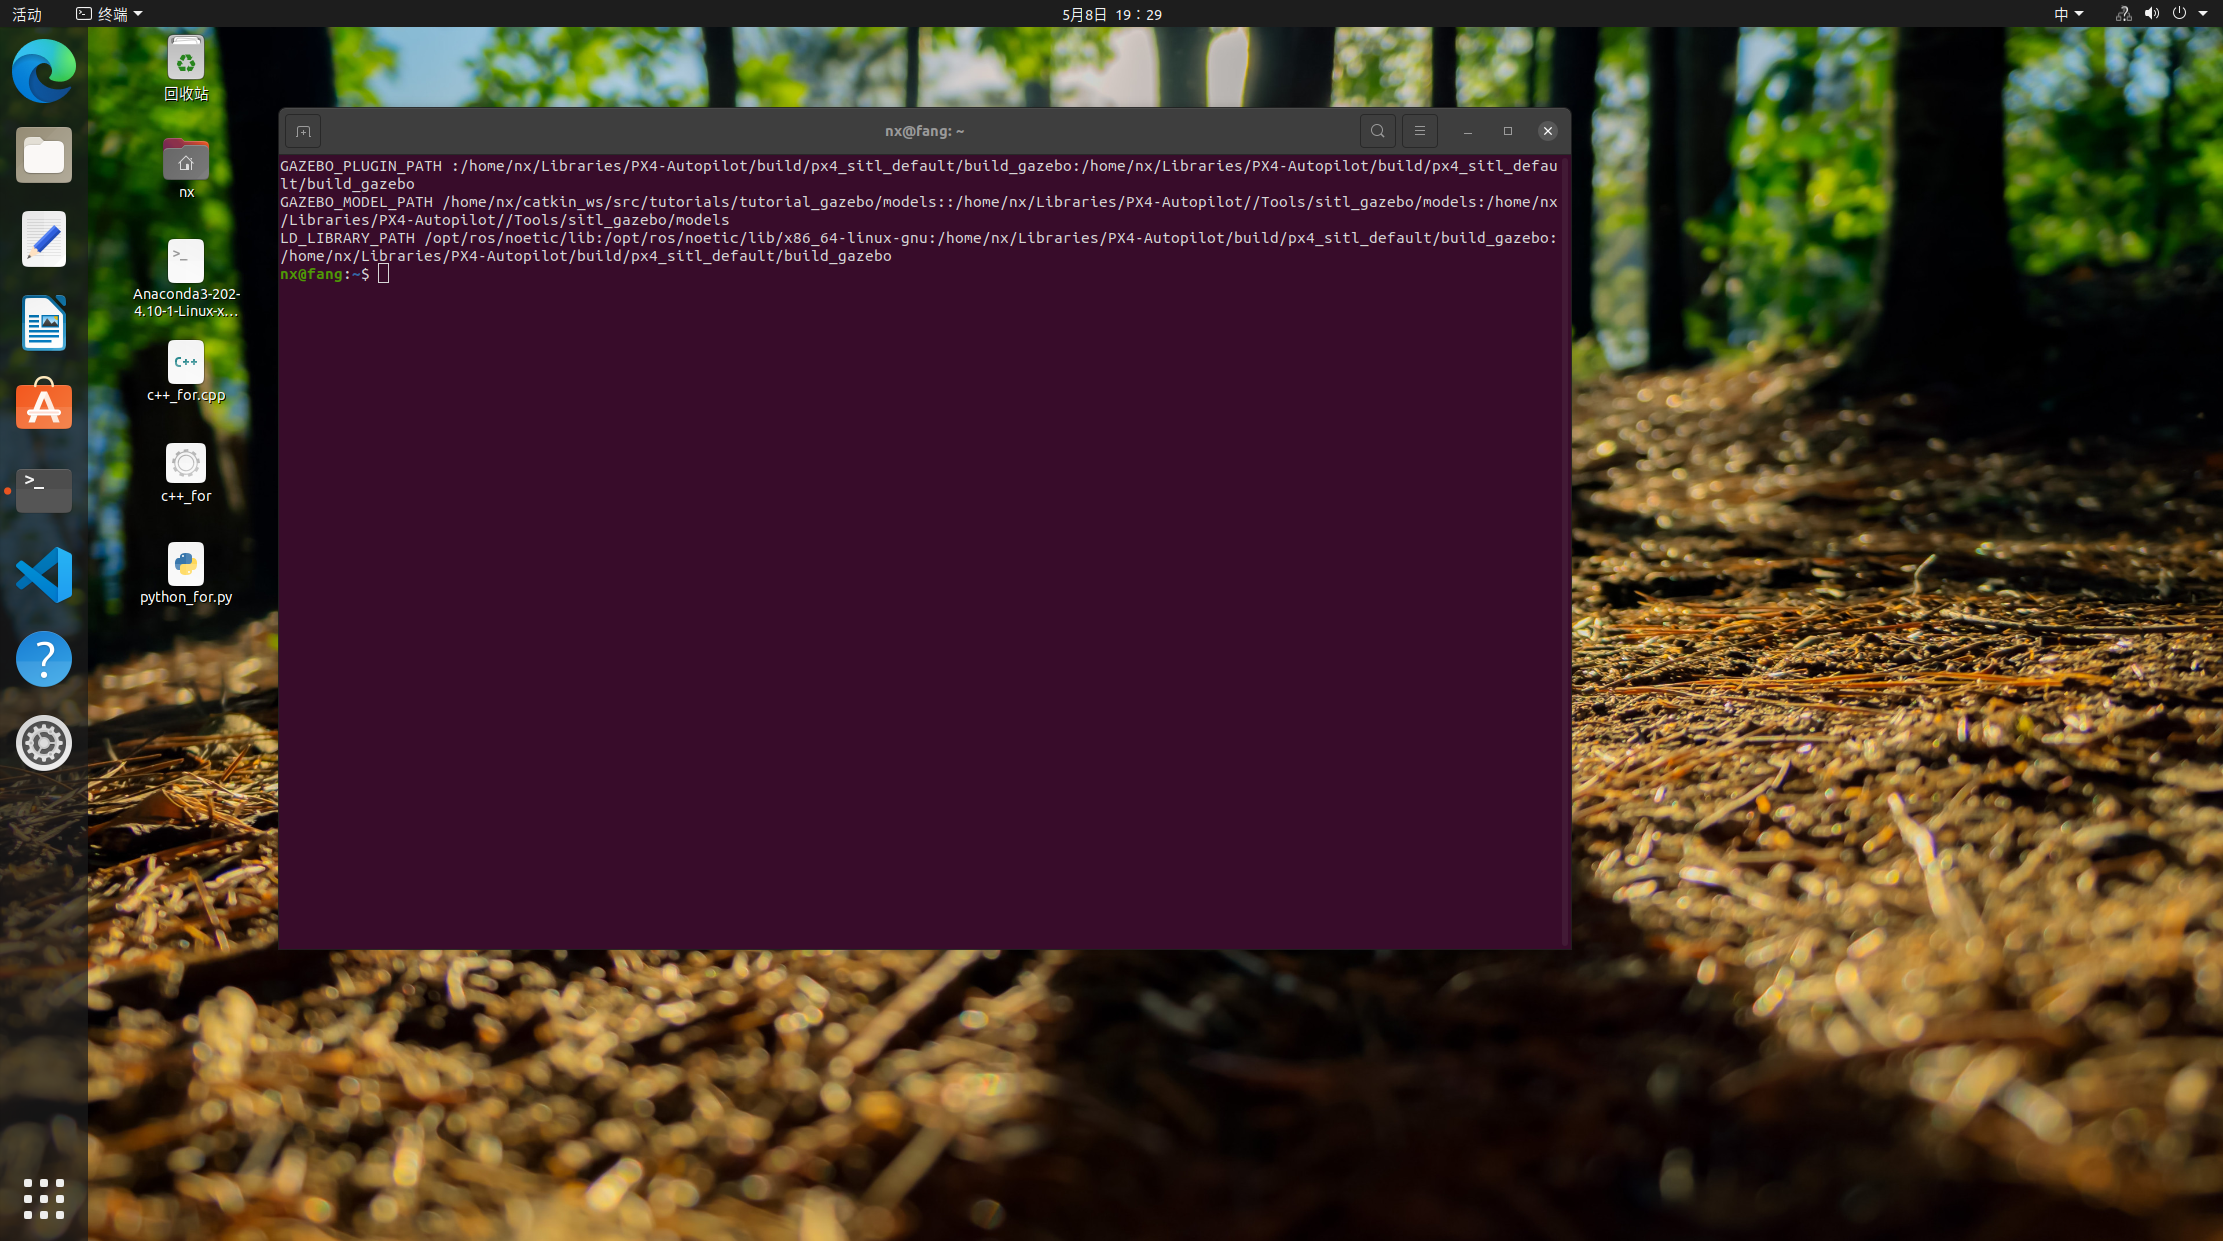 活动
终端
5月8日 19：29
中
回收站
nx
Anaconda3-202-
4.10-1-Linux-x…
C++
c++_for.cpp
c++_for
python_for.py
nx@fang: ~
GAZEBO_PLUGIN_PATH :/home/nx/Libraries/PX4-Autopilot/build/px4_sitl_default/build_gazebo:/home/nx/Libraries/PX4-Autopilot/build/px4_sitl_defau
lt/build_gazebo
GAZEBO_MODEL_PATH /home/nx/catkin_ws/src/tutorials/tutorial_gazebo/models::/home/nx/Libraries/PX4-Autopilot//Tools/sitl_gazebo/models:/home/nx
/Libraries/PX4-Autopilot//Tools/sitl_gazebo/models
LD_LIBRARY_PATH /opt/ros/noetic/lib:/opt/ros/noetic/lib/x86_64-linux-gnu:/home/nx/Libraries/PX4-Autopilot/build/px4_sitl_default/build_gazebo:
/home/nx/Libraries/PX4-Autopilot/build/px4_sitl_default/build_gazebo
nx@fang:~$